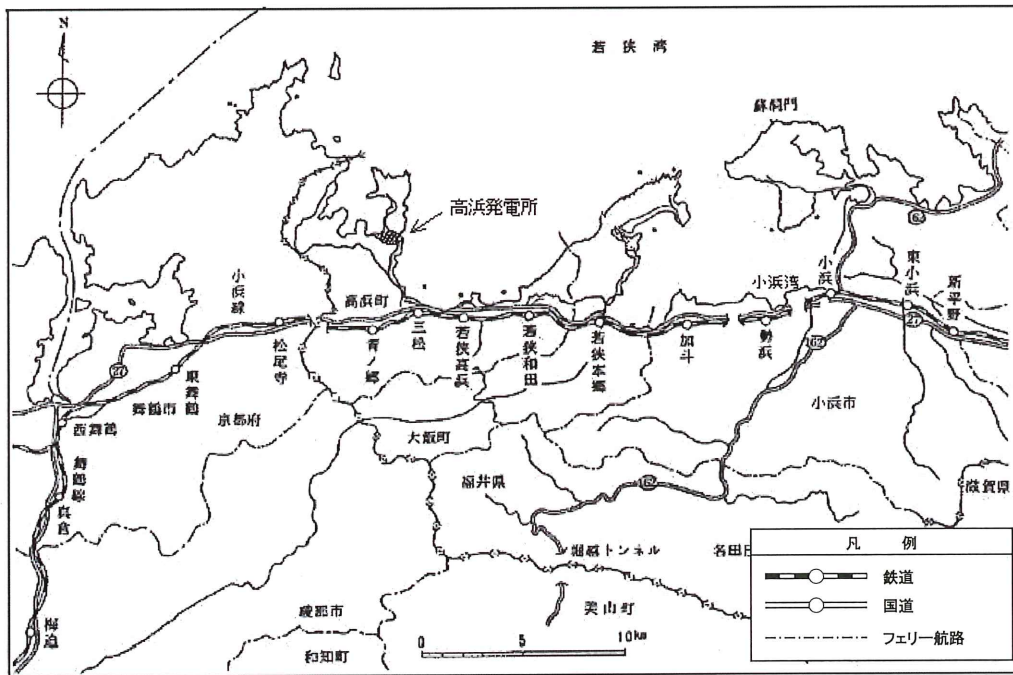 N
若狭湾
蘇洞門
高浜発電所
162
小浜線
高浜町
小浜湾
小浜
東小浜
新平野
27
松尾寺
青郷
三松
若狭高浜
若狭和田
若狭本郷
加斗
勢浜
27
東舞鶴
舞鶴市
西舞鶴
京都府
162
小浜市
大飯町
舞鶴線
真倉
福井県
162
滋賀県
堀越トンネル
綾部市
美山町
梅迫
和知町
0 5 10km
凡例
鉄道
国道
フェリー航路